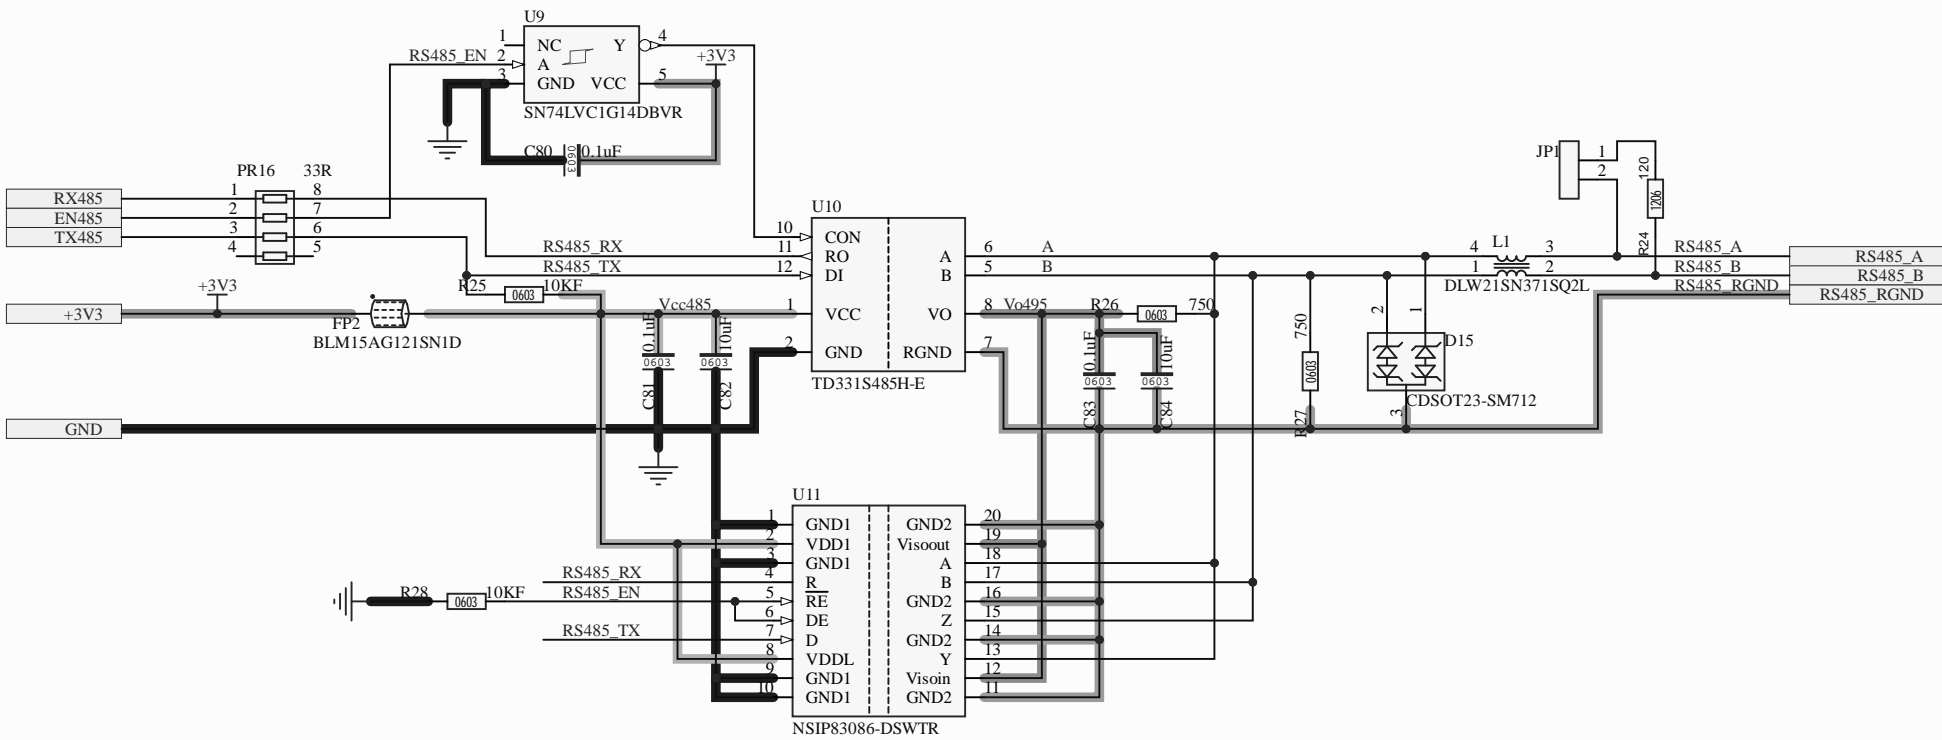 U9
1 NC Y 4
RS485_EN 2 A
+3V3
3 GND VCC 5
SN74LVC1G14DBVR
C80 0603 0.1uF
PR16 33R
RX485 1 8
EN485 2 7
TX485 3 6
4 5
+3V3
+3V3
FP2
BLM15AG121SN1D
GND
R25 0603 10KF
RS485_RX
RS485_TX
Vcc485
0.1uF 0603 C81
10uF 0603 C82
U10
10 CON
11 RO A 6 A
12 DI B 5 B
1 VCC VO 8 Vo495
2 GND RGND 7
TD331S485H-E
R26 0603 750
0.1uF 0603 C83
10uF 0603 C84
750 0603 R27
2 1
D15
3
CDSOT23-SM712
L1
4 3
1 2
DLW21SN371SQ2L
JP1
1
2
120 1206 R24
RS485_A RS485_A
RS485_B RS485_B
RS485_RGND RS485_RGND
U11
1 GND1 GND2 20
2 VDD1 Visoout 19
3 GND1 A 18
RS485_RX 4 R B 17
R28 0603 10KF RS485_EN 5 RE GND2 16
6 DE Z 15
RS485_TX 7 D GND2 14
8 VDDL Y 13
9 GND1 Visoin 12
10 GND1 GND2 11
NSIP83086-DSWTR